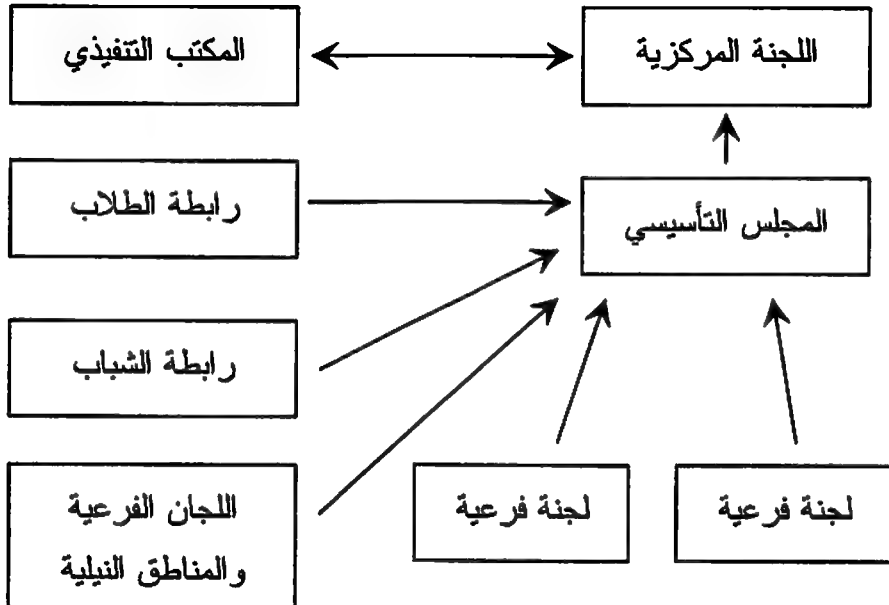 اللجنة المركزية
المكتب التنفيذي
المجلس التأسيسي
رابطة الطلاب
رابطة الشباب
لجنة فرعية
لجنة فرعية
اللجان الفرعية
والمناطق النيلية